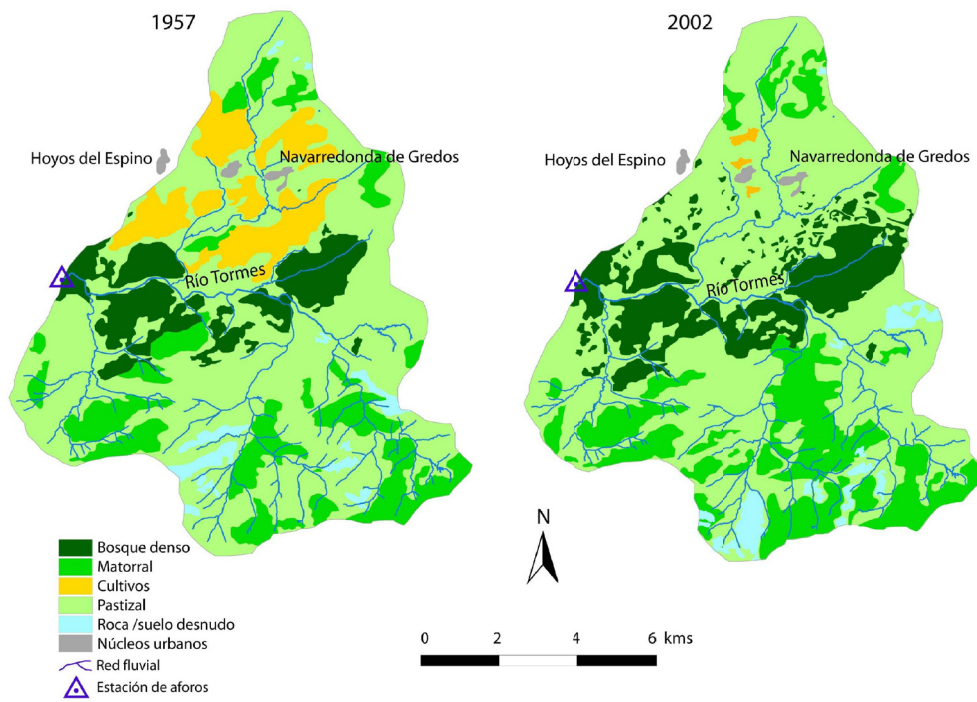 1957
2002
Hoyos del Espino
Navarredonda de Gredos
Río Tormes
Hoyos del Espino
Navarredonda de Gredos
Río Tormes
Bosque denso
Matorral
Cultivos
Pastizal
Roca /suelo desnudo
Núcleos urbanos
Red fluvial
Estación de aforos
N
0 2 4 6 kms